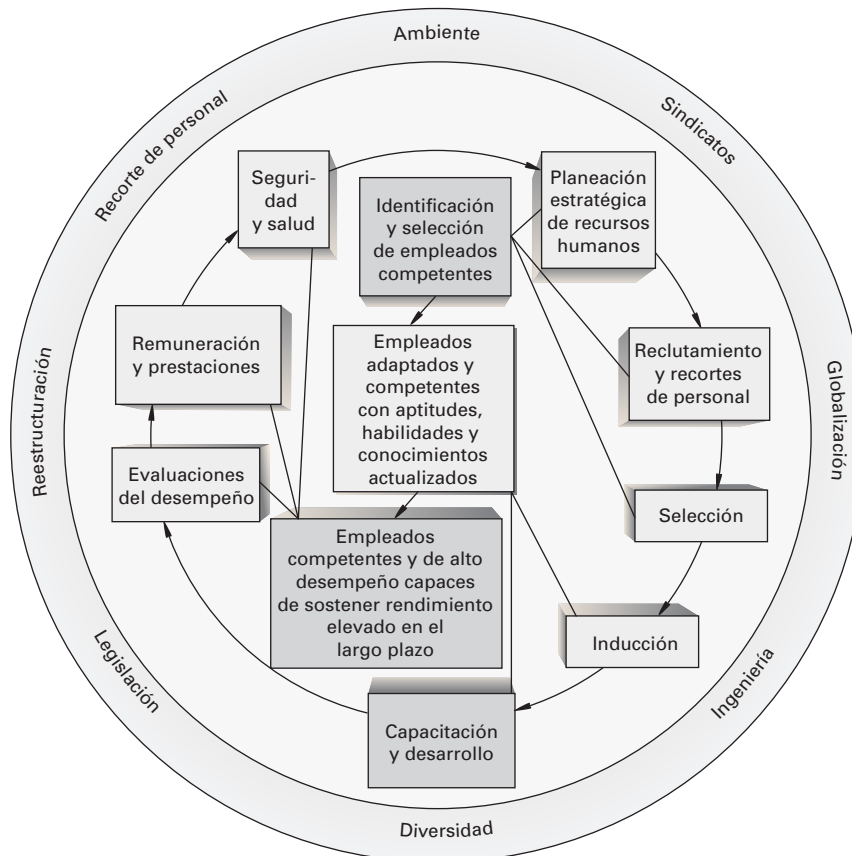 Ambiente
Sindicatos
Globalización
Ingeniería
Diversidad
Legislación
Reestructuración
Recorte de personal
Seguri-
dad
y salud
Identificación
y selección
de empleados
competentes
Planeación
estratégica
de recursos
humanos
Remuneración
y prestaciones
Empleados
adaptados y
competentes
con aptitudes,
habilidades y
conocimientos
actualizados
Reclutamiento
y recortes
de personal
Evaluaciones
del desempeño
Selección
Empleados
competentes y de alto
desempeño capaces
de sostener rendimiento
elevado en el
largo plazo
Inducción
Capacitación
y desarrollo